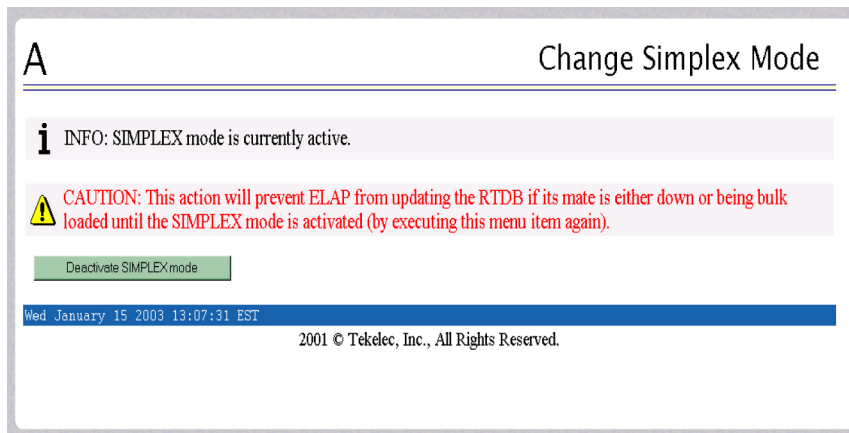 A
Change Simplex Mode
i INFO: SIMPLEX mode is currently active.
CAUTION: This action will prevent ELAP from updating the RTDB if its mate is either down or being bulk
loaded until the SIMPLEX mode is activated (by executing this menu item again).
Deactivate SIMPLEX mode
Wed January 15 2003 13:07:31 EST
2001 © Tekelec, Inc., All Rights Reserved.